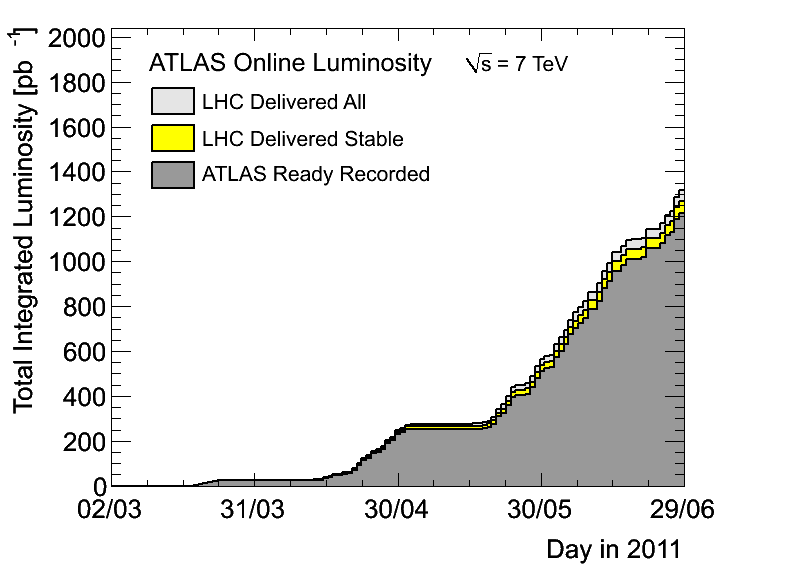 Total Integrated Luminosity [pb⁻¹]
2000
1800
1600
1400
1200
1000
800
600
400
200
0
ATLAS Online Luminosity √s = 7 TeV
LHC Delivered All
LHC Delivered Stable
ATLAS Ready Recorded
02/03 31/03 30/04 30/05 29/06
Day in 2011